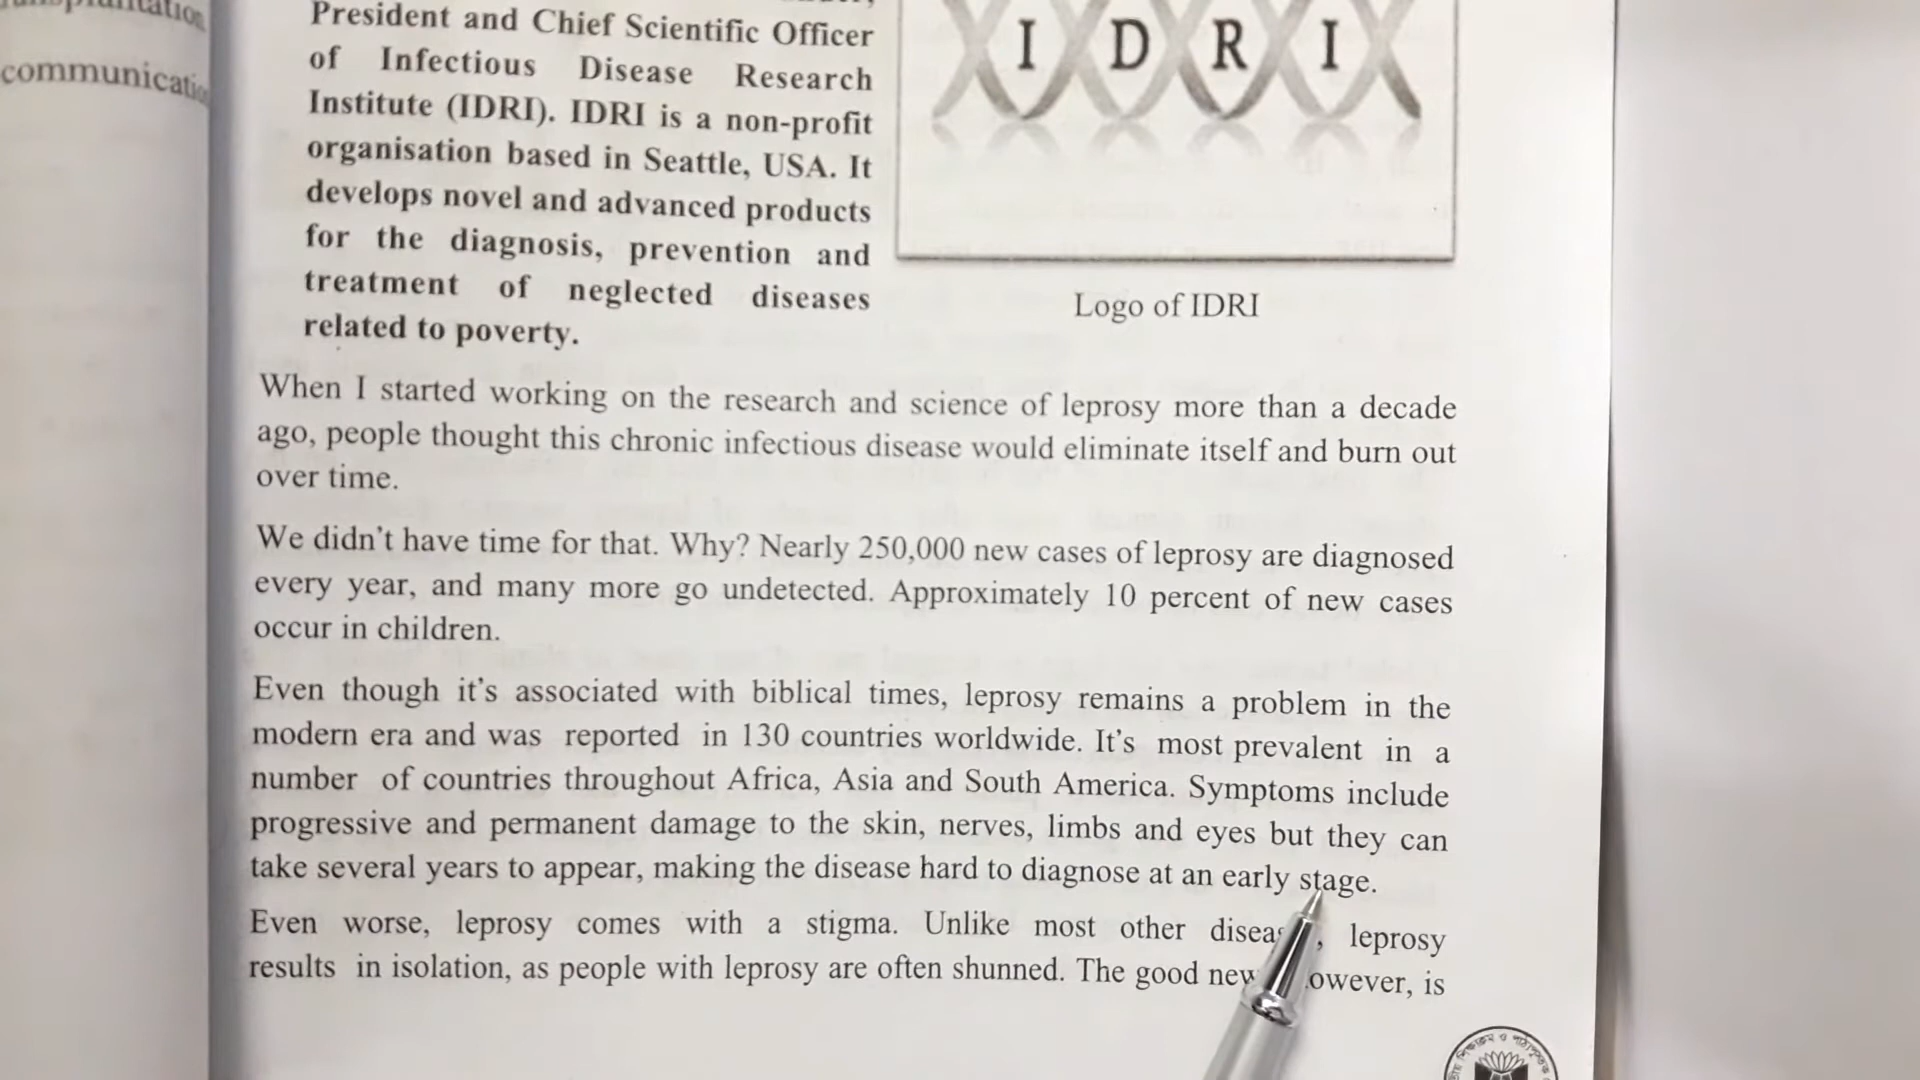 communicatio
President and Chief Scientific Officer
of Infectious Disease Research
Institute (IDRI). IDRI is a non-profit
organisation based in Seattle, USA. It
develops novel and advanced products
for the diagnosis, prevention and
treatment of neglected diseases
related to poverty.
I D R I
Logo of IDRI
When I started working on the research and science of leprosy more than a decade
ago, people thought this chronic infectious disease would eliminate itself and burn out
over time.
We didn't have time for that. Why? Nearly 250,000 new cases of leprosy are diagnosed
every year, and many more go undetected. Approximately 10 percent of new cases
occur in children.
Even though it's associated with biblical times, leprosy remains a problem in the
modern era and was reported in 130 countries worldwide. It's most prevalent in a
number of countries throughout Africa, Asia and South America. Symptoms include
progressive and permanent damage to the skin, nerves, limbs and eyes but they can
take several years to appear, making the disease hard to diagnose at an early stage.
Even worse, leprosy comes with a stigma. Unlike most other disea , leprosy
results in isolation, as people with leprosy are often shunned. The good new owever, is